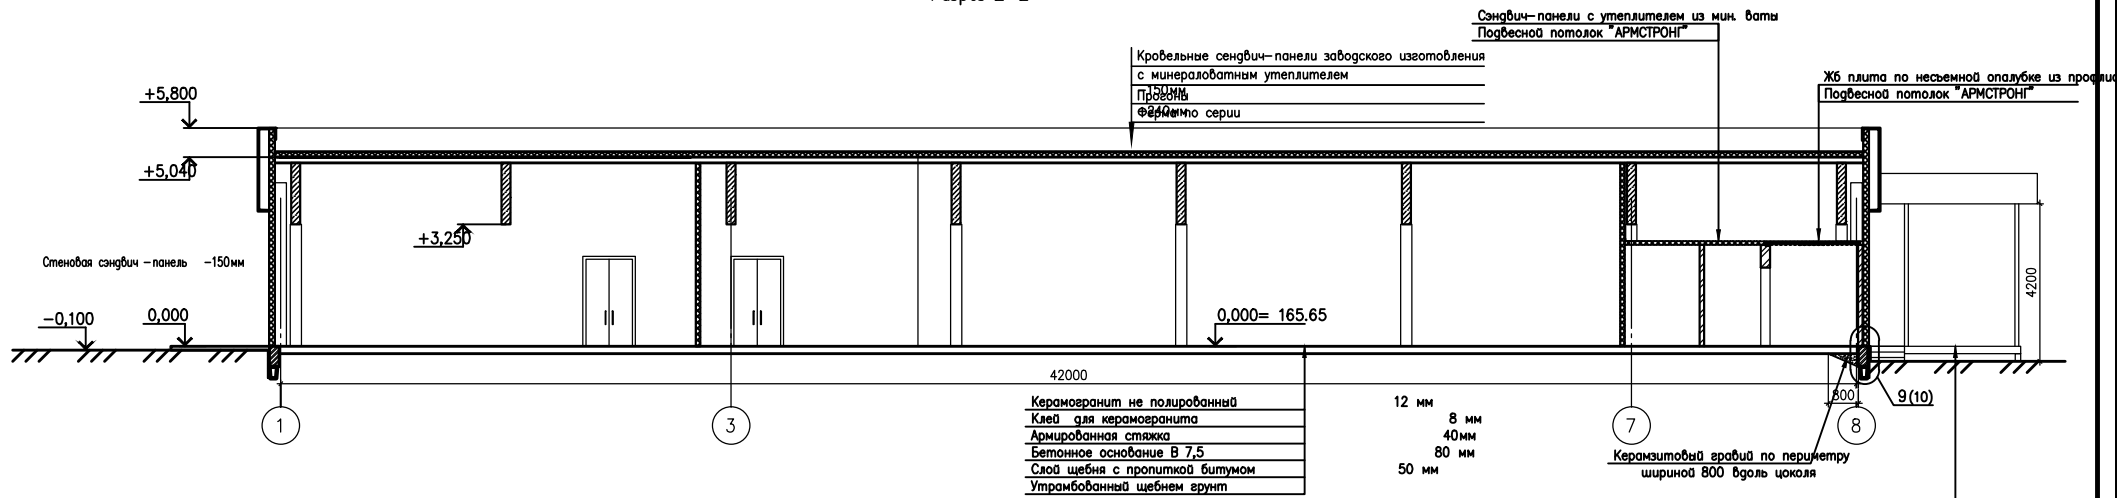 Сэндвич-панели с утеплителем из мин. ваты
Подвесной потолок "АРМСТРОНГ"
Кровельные сендвич-панели заводского изготовления
с минераловатным утеплителем
150мм
Прогоны
240мм
Ферма по серии
Жб плита по несъемной опалубке из
Подвесной потолок "АРМСТРОНГ"
+5,800
+5,040
+3,250
Стеновая сэндвич -панель -150мм
-0,100
0,000
0,000= 165.65
4200
42000
800
9(10)
1
3
7
8
Керамогранит не полированный 12 мм
Клей для керамогранита 8 мм
Армированная стяжка 40мм
Бетонное основание В 7,5 80 мм
Слой щебня с пропиткой битумом 50 мм
Утрамбованный щебнем грунт
Керамзитовый гравий по периметру
шириной 800 вдоль цоколя